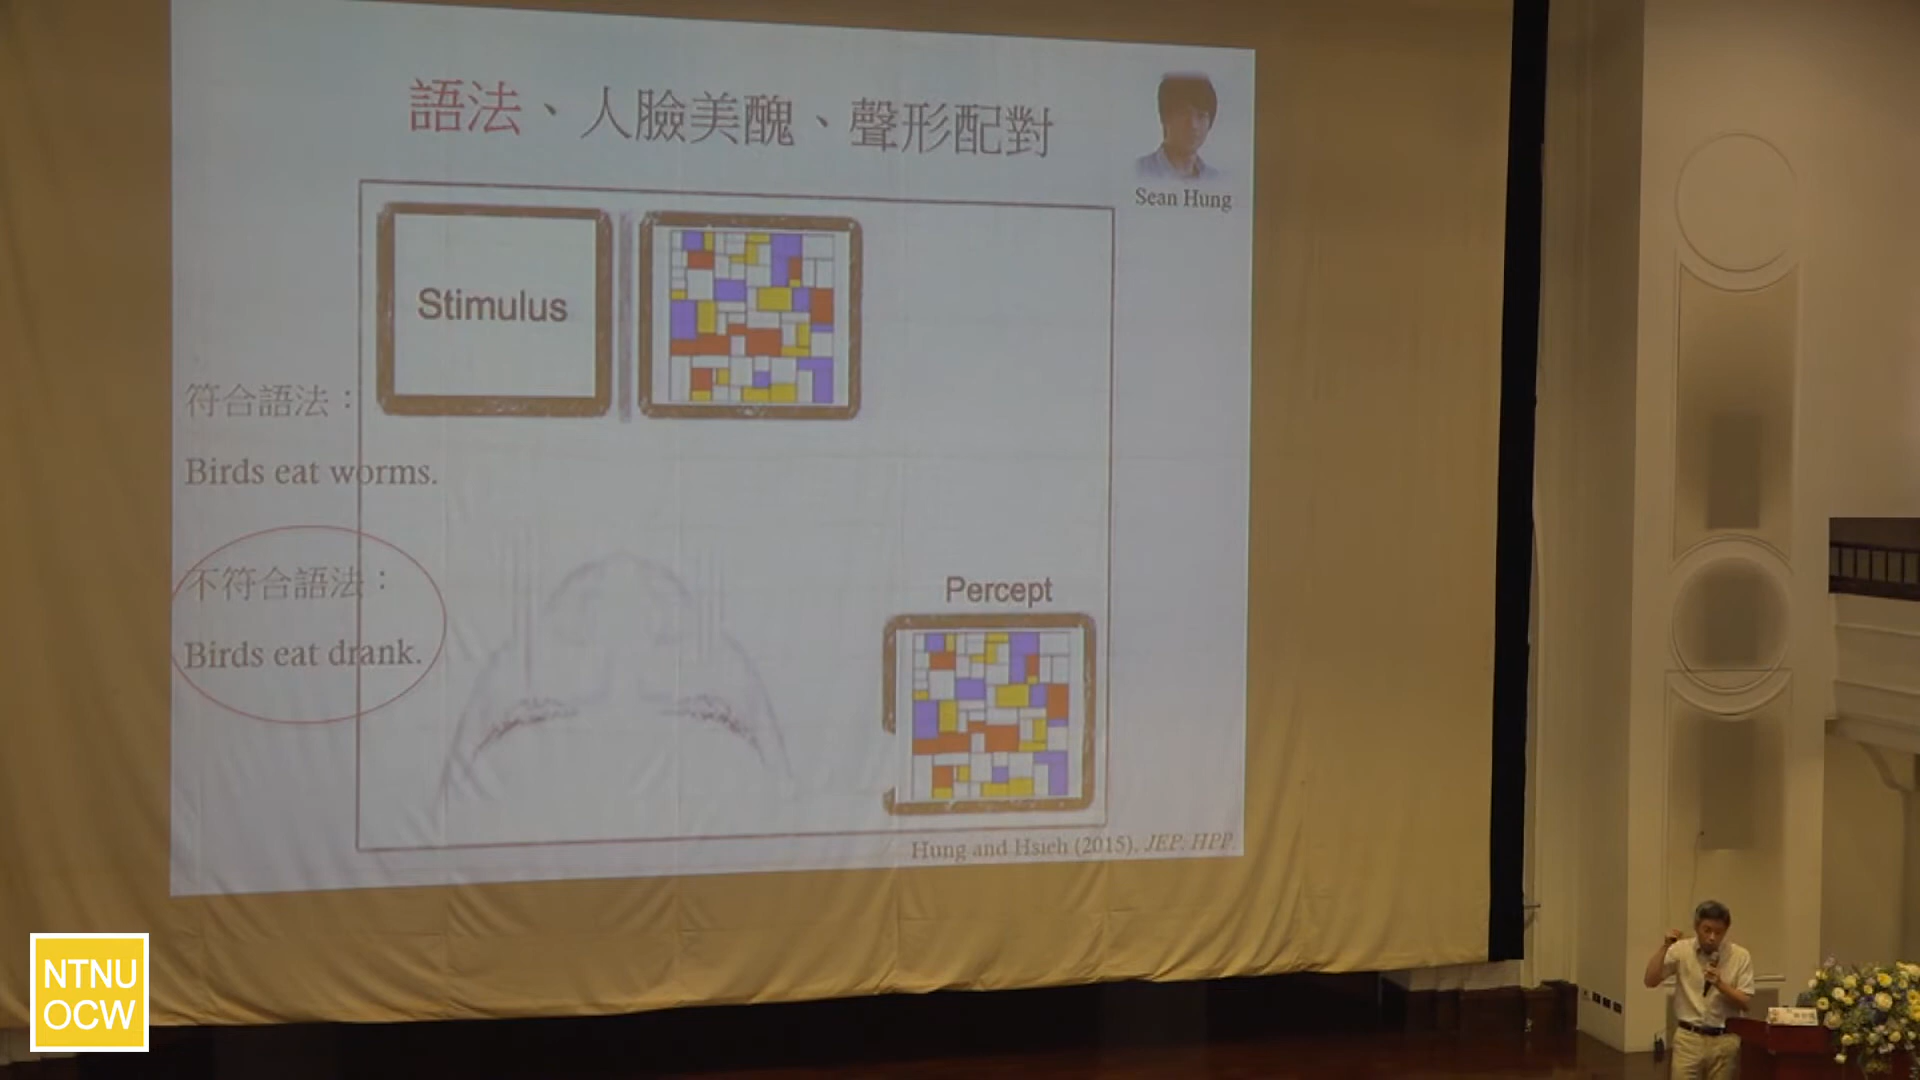 語法、人臉美醜、聲形配對
Sean Hung
Stimulus
符合語法：
Birds eat worms.
不符合語法：
Birds eat drank.
Percept
Hung and Hsieh (2015). JEP: HPP.
NTNU
OCW